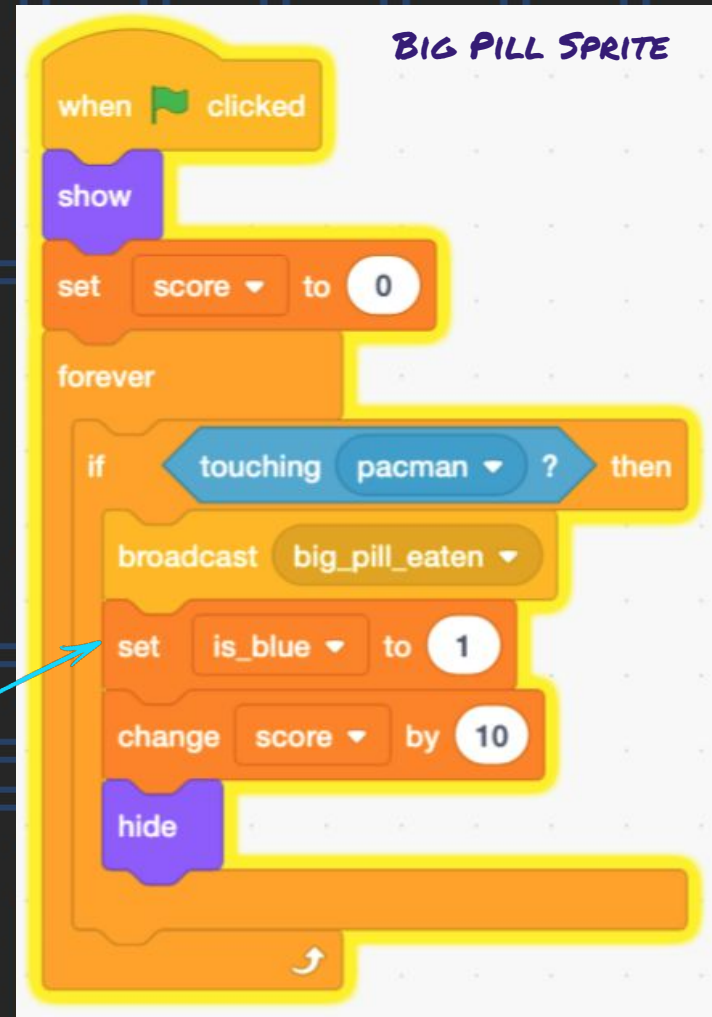 BIG PILL SPRITE
when clicked
show
set score to 0
forever
if touching pacman ? then
broadcast big_pill_eaten
set is_blue to 1
change score by 10
hide